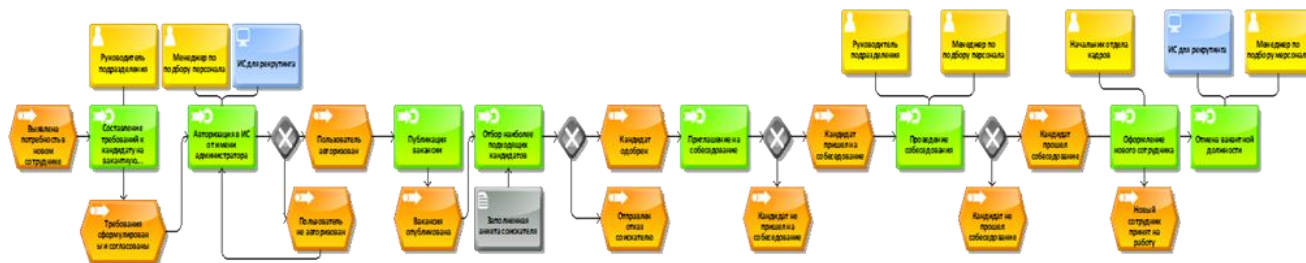 Руководитель
подразделения
Менеджер по
подбору персонала
ИС для рекрутинга
Руководитель
подразделения
Менеджер по
подбору персонала
Начальник отдела
кадров
ИС для рекрутинга
Менеджер по
подбору персонала
Выявлена
потребность в
новом
сотруднике
Составление
требований к
кандидату на
вакантную...
Авторизация в ИС
от имени
администратора
Пользователь
авторизован
Публикация
вакансии
Отбор наиболее
подходящих
кандидатов
Кандидат
одобрен
Приглашение на
собеседование
Кандидат
пришел на
собеседование
Проведение
собеседования
Кандидат
прошел
собеседование
Оформление
нового сотрудника
Отмена вакантной
должности
Требования
сформулирован
ы и согласованы
Пользователь
не авторизован
Вакансия
опубликована
Заполненная
анкета соискателя
Отправлен
отказ
соискателю
Кандидат не
пришел на
собеседование
Кандидат не
прошел
собеседование
Новый
сотрудник
принят на
работу